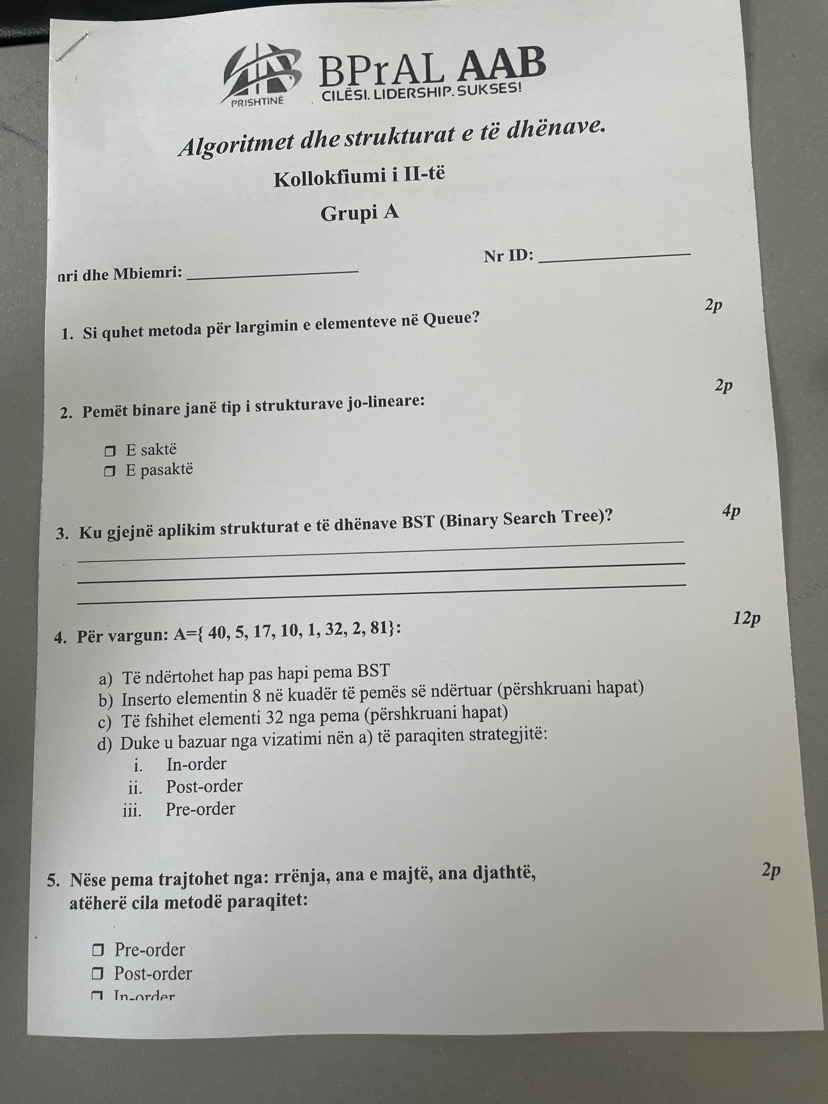 BPrAL AAB
PRISHTINË
CILËSI. LIDERSHIP. SUKSES!
Algoritmet dhe strukturat e të dhënave.
Kollokfiumi i II-të
Grupi A
nri dhe Mbiemri:
Nr ID:
1. Si quhet metoda për largimin e elementeve në Queue?
2p
2. Pemët binare janë tip i strukturave jo-lineare:
2p
E saktë
E pasaktë
3. Ku gjejnë aplikim strukturat e të dhënave BST (Binary Search Tree)?
4p
4. Për vargun: A={ 40, 5, 17, 10, 1, 32, 2, 81}:
12p
a) Të ndërtohet hap pas hapi pema BST
b) Inserto elementin 8 në kuadër të pemës së ndërtuar (përshkruani hapat)
c) Të fshihet elementi 32 nga pema (përshkruani hapat)
d) Duke u bazuar nga vizatimi nën a) të paraqiten strategjitë:
i. In-order
ii. Post-order
iii. Pre-order
5. Nëse pema trajtohet nga: rrënja, ana e majtë, ana djathtë,
2p
atëherë cila metodë paraqitet:
Pre-order
Post-order
In-order